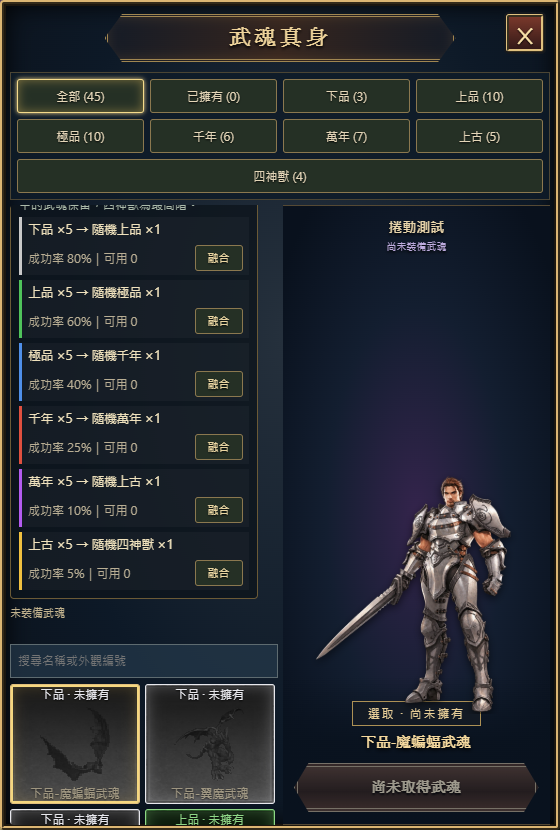 武魂真身
X
全部 (45)
已擁有 (0)
下品 (3)
上品 (10)
極品 (10)
千年 (6)
萬年 (7)
上古 (5)
四神獸 (4)
下品 ×5 → 隨機上品 ×1
成功率 80% | 可用 0
融合
上品 ×5 → 隨機極品 ×1
成功率 60% | 可用 0
融合
極品 ×5 → 隨機千年 ×1
成功率 40% | 可用 0
融合
千年 ×5 → 隨機萬年 ×1
成功率 25% | 可用 0
融合
萬年 ×5 → 隨機上古 ×1
成功率 10% | 可用 0
融合
上古 ×5 → 隨機四神獸 ×1
成功率 5% | 可用 0
融合
未裝備武魂
搜尋名稱或外觀編號
下品 · 未擁有
下品-魔蝙蝠武魂
下品 · 未擁有
下品-翼魔武魂
下品 · 未擁有
上品 · 未擁有
捲動測試
尚未裝備武魂
選取 · 尚未擁有
下品-魔蝙蝠武魂
尚未取得武魂